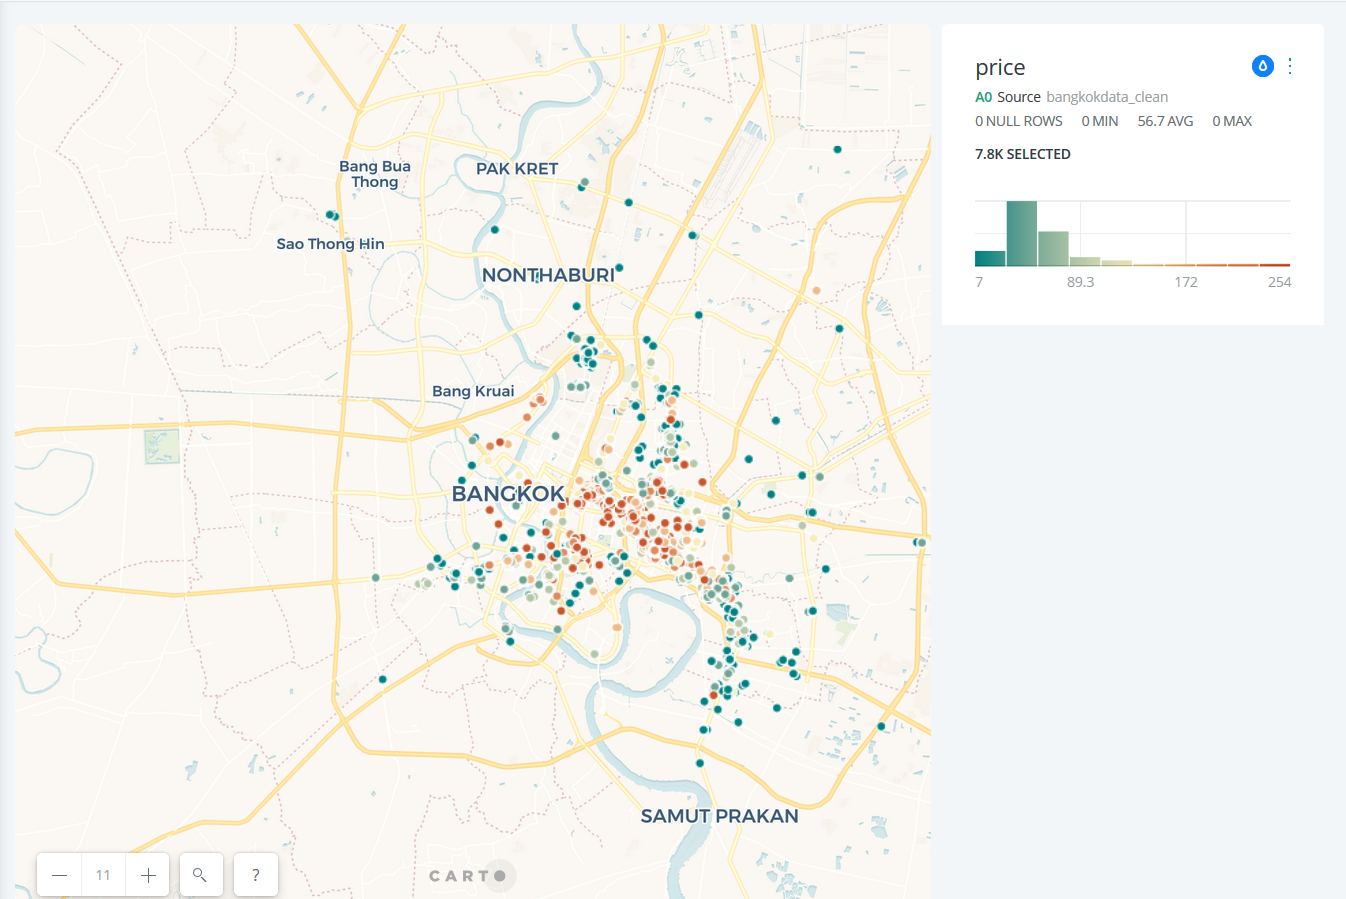 price
A0 Source bangkokdata_clean
0 NULL ROWS 0 MIN 56.7 AVG 0 MAX
7.8K SELECTED
7 89.3 172 254
Bang Bua
Thong
PAK KRET
Sao Thong Hin
NONTHABURI
Bang Kruai
BANGKOK
SAMUT PRAKAN
— 11 + ?
CARTO